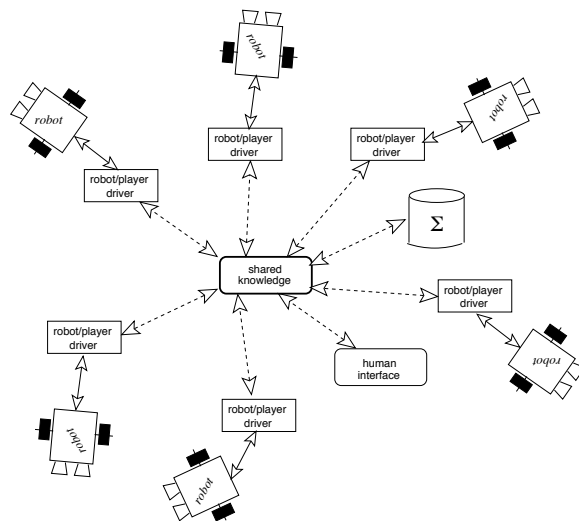 robot
robot
robot
robot/player
driver
robot/player
driver
robot/player
driver
Σ
shared
knowledge
robot/player
driver
robot/player
driver
human
interface
robot
robot/player
driver
robot
robot